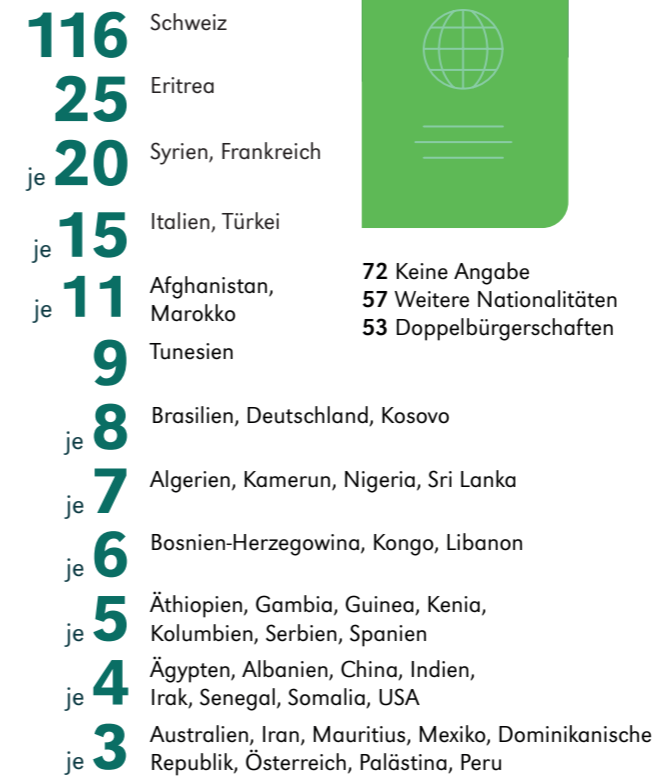 116 Schweiz
25 Eritrea
je 20 Syrien, Frankreich
je 15 Italien, Türkei
je 11 Afghanistan,
Marokko
9 Tunesien
je 8 Brasilien, Deutschland, Kosovo
je 7 Algerien, Kamerun, Nigeria, Sri Lanka
je 6 Bosnien-Herzegowina, Kongo, Libanon
je 5 Äthiopien, Gambia, Guinea, Kenia,
Kolumbien, Serbien, Spanien
je 4 Ägypten, Albanien, China, Indien,
Irak, Senegal, Somalia, USA
je 3 Australien, Iran, Mauritius, Mexiko, Dominikanische
Republik, Österreich, Palästina, Peru
72 Keine Angabe
57 Weitere Nationalitäten
53 Doppelbürgerschaften